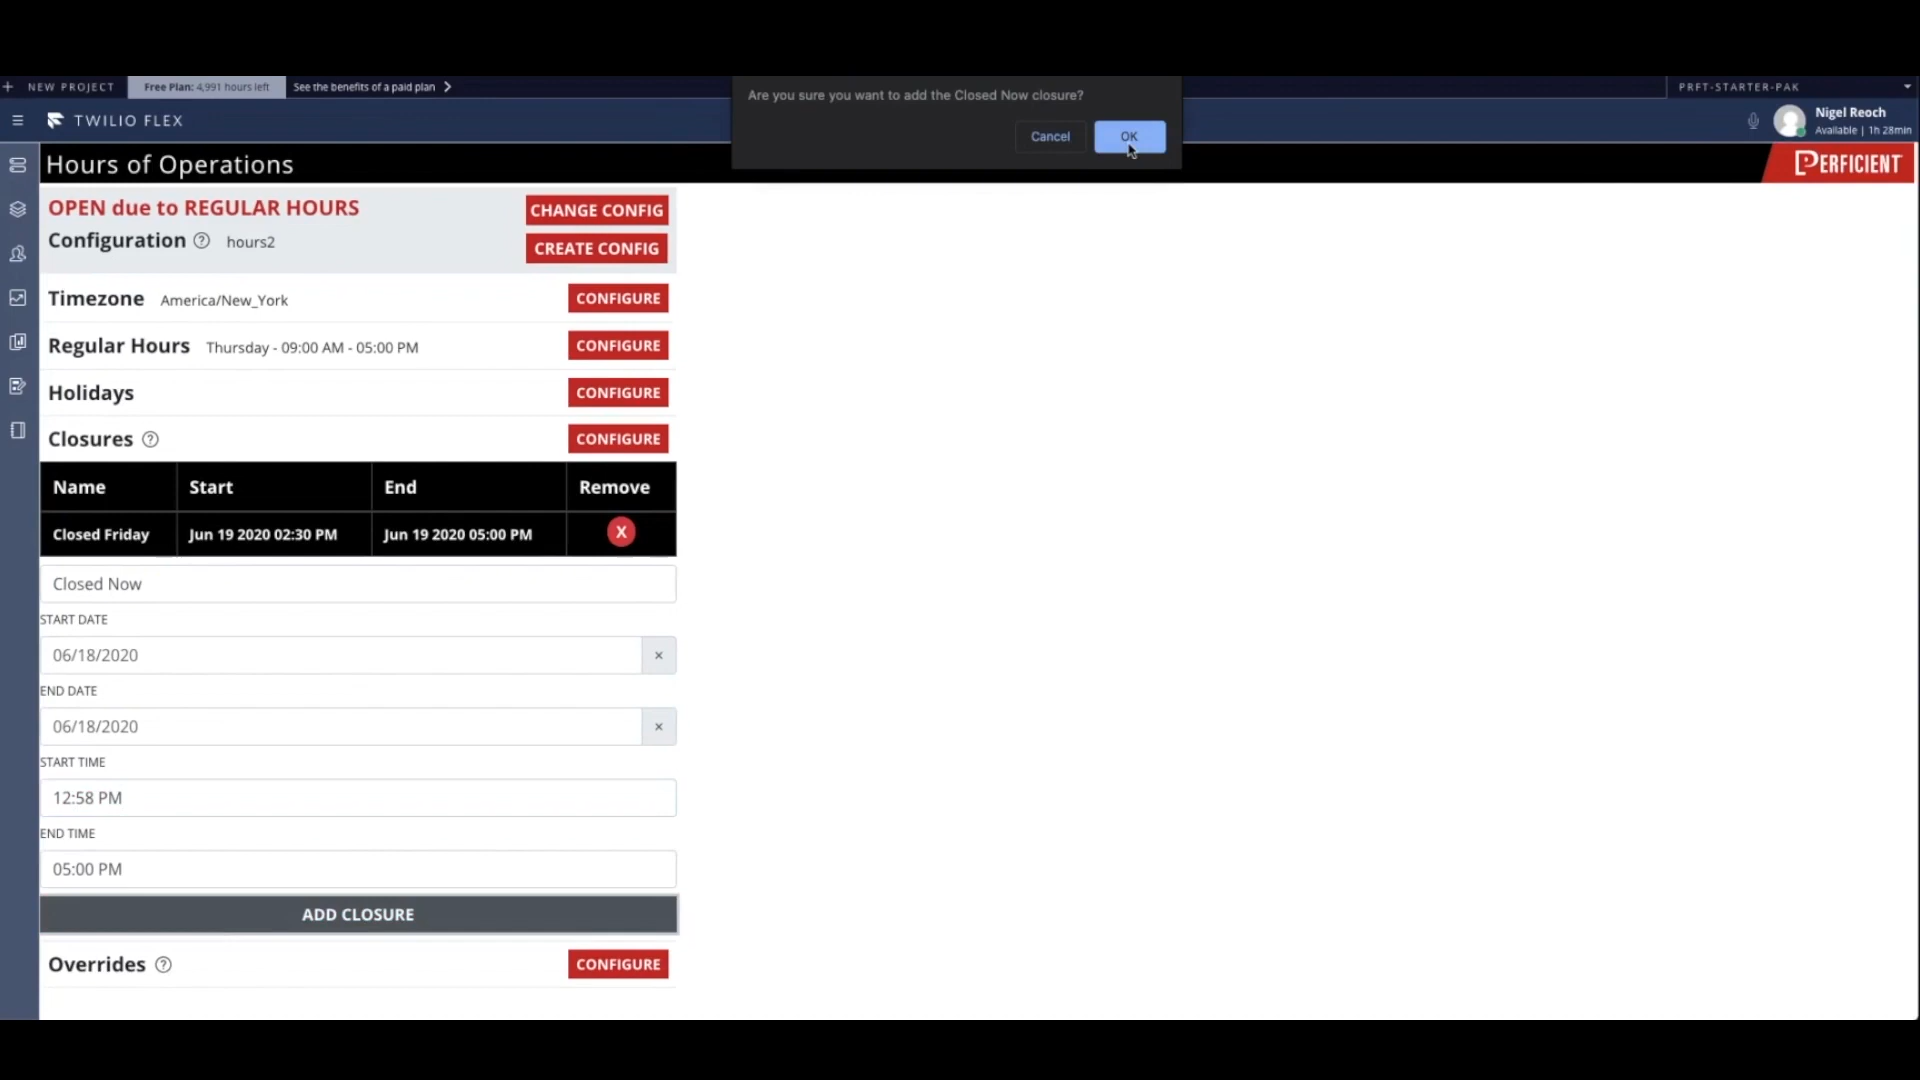 + NEW PROJECT
Free Plan: 4,991 hours left
See the benefits of a paid plan
PRFT-STARTER-PAK
Are you sure you want to add the Closed Now closure?
Cancel
OK
TWILIO FLEX
Nigel Reoch
Available | 1h 28min
Hours of Operations
PERFICIENT
OPEN due to REGULAR HOURS
CHANGE CONFIG
Configuration ? hours2
CREATE CONFIG
Timezone America/New_York
CONFIGURE
Regular Hours Thursday - 09:00 AM - 05:00 PM
CONFIGURE
Holidays
CONFIGURE
Closures ?
CONFIGURE
Name Start End Remove
Closed Friday Jun 19 2020 02:30 PM Jun 19 2020 05:00 PM X
Closed Now
START DATE
06/18/2020 ×
END DATE
06/18/2020 ×
START TIME
12:58 PM
END TIME
05:00 PM
ADD CLOSURE
Overrides ?
CONFIGURE